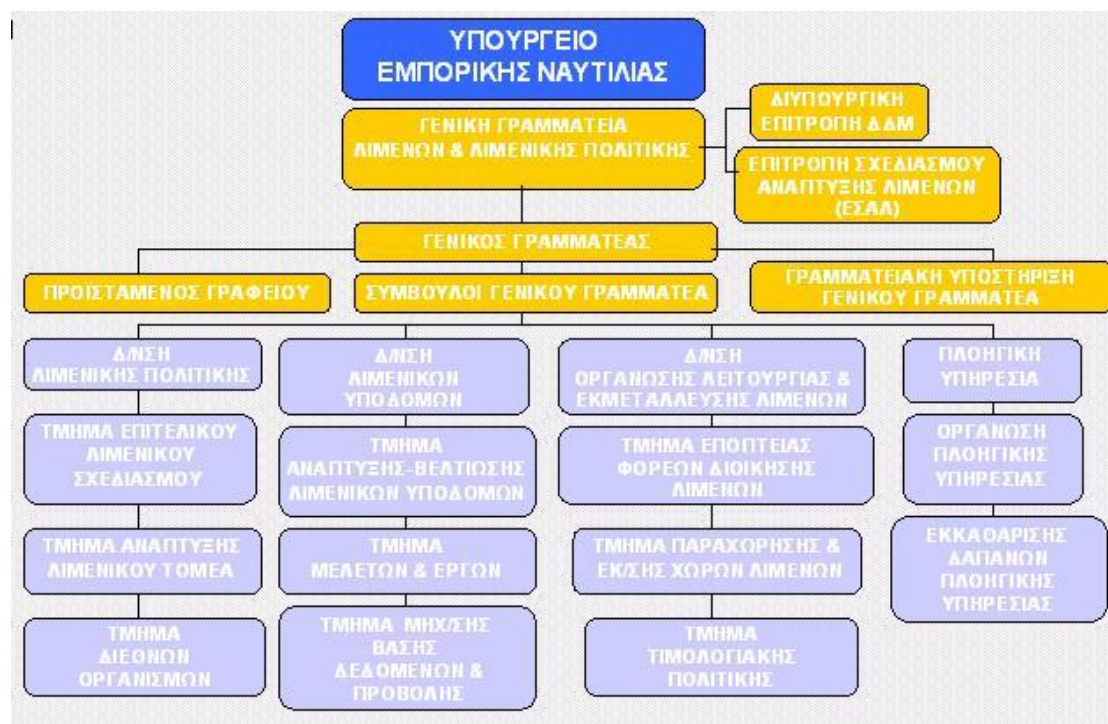 ΥΠΟΥΡΓΕΙΟ
ΕΜΠΟΡΙΚΗΣ ΝΑΥΤΙΛΙΑΣ
ΓΕΝΙΚΗ ΓΡΑΜΜΑΤΕΙΑ
ΛΙΜΕΝΩΝ & ΛΙΜΕΝΙΚΗΣ ΠΟΛΙΤΙΚΗΣ
ΔΙΥΠΟΥΡΓΙΚΗ
ΕΠΙΤΡΟΠΗ ΔΔΜ
ΕΠΙΤΡΟΠΗ ΣΧΕΔΙΑΣΜΟΥ
ΑΝΑΠΤΥΞΗΣ ΛΙΜΕΝΩΝ
(ΕΣΑΛ)
ΓΕΝΙΚΟΣ ΓΡΑΜΜΑΤΕΑΣ
ΠΡΟΪΣΤΑΜΕΝΟΣ ΓΡΑΦΕΙΟΥ
ΣΥΜΒΟΥΛΟΙ ΓΕΝΙΚΟΥ ΓΡΑΜΜΑΤΕΑ
ΓΡΑΜΜΑΤΕΙΑΚΗ ΥΠΟΣΤΗΡΙΞΗ
ΓΕΝΙΚΟΥ ΓΡΑΜΜΑΤΕΑ
Δ/ΝΣΗ
ΛΙΜΕΝΙΚΗΣ ΠΟΛΙΤΙΚΗΣ
ΤΜΗΜΑ ΕΠΙΤΕΛΙΚΟΥ
ΛΙΜΕΝΙΚΟΥ
ΣΧΕΔΙΑΣΜΟΥ
ΤΜΗΜΑ ΑΝΑΠΤΥΞΗΣ
ΛΙΜΕΝΙΚΟΥ ΤΟΜΕΑ
ΤΜΗΜΑ
ΔΙΕΘΝΩΝ
ΟΡΓΑΝΙΣΜΩΝ
Δ/ΝΣΗ
ΛΙΜΕΝΙΚΩΝ
ΥΠΟΔΟΜΩΝ
ΤΜΗΜΑ
ΑΝΑΠΤΥΞΗΣ-ΒΕΛΤΙΩΣΗΣ
ΛΙΜΕΝΙΚΩΝ ΥΠΟΔΟΜΩΝ
ΤΜΗΜΑ
ΜΕΛΕΤΩΝ & ΕΡΓΩΝ
ΤΜΗΜΑ ΜΗΧ/ΣΗΣ
ΒΑΣΗΣ
ΔΕΔΟΜΕΝΩΝ &
ΠΡΟΒΟΛΗΣ
Δ/ΝΣΗ
ΟΡΓΑΝΩΣΗΣ ΛΕΙΤΟΥΡΓΙΑΣ &
ΕΚΜΕΤΑΛΛΕΥΣΗΣ ΛΙΜΕΝΩΝ
ΤΜΗΜΑ ΕΠΟΠΤΕΙΑΣ
ΦΟΡΕΩΝ ΔΙΟΙΚΗΣΗΣ
ΛΙΜΕΝΩΝ
ΤΜΗΜΑ ΠΑΡΑΧΩΡΗΣΗΣ &
ΕΚ/ΣΗΣ ΧΩΡΩΝ ΛΙΜΕΝΩΝ
ΤΜΗΜΑ
ΤΙΜΟΛΟΓΙΑΚΗΣ
ΠΟΛΙΤΙΚΗΣ
ΠΛΟΗΓΙΚΗ
ΥΠΗΡΕΣΙΑ
ΟΡΓΑΝΩΣΗ
ΠΛΟΗΓΙΚΗΣ
ΥΠΗΡΕΣΙΑΣ
ΕΚΚΑΘΑΡΙΣΗΣ
ΔΑΠΑΝΩΝ
ΠΛΟΗΓΙΚΗΣ
ΥΠΗΡΕΣΙΑΣ